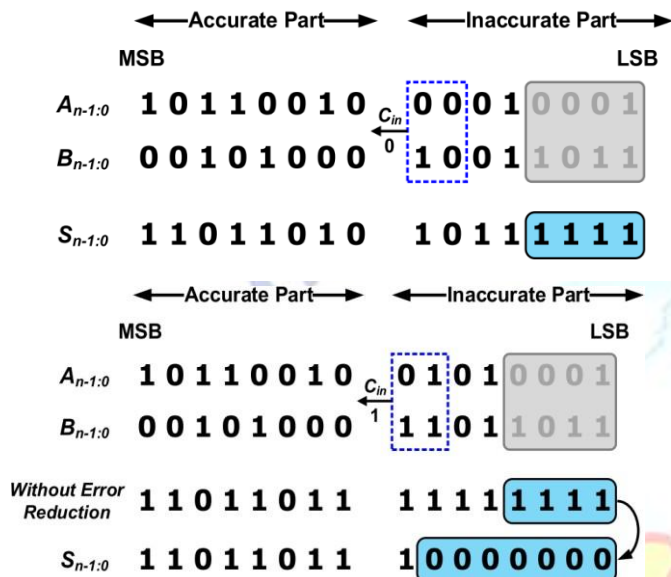 Accurate Part Inaccurate Part
MSB LSB
Aₙ₋₁:₀ 1 0 1 1 0 0 1 0 0 0 0 1 0 0 0 1
Cᵢₙ
0
Bₙ₋₁:₀ 0 0 1 0 1 0 0 0 1 0 0 1 1 0 1 1
Sₙ₋₁:₀ 1 1 0 1 1 0 1 0 1 0 1 1 1 1 1 1
Accurate Part Inaccurate Part
MSB LSB
Aₙ₋₁:₀ 1 0 1 1 0 0 1 0 0 1 0 1 0 0 0 1
Cᵢₙ
1
Bₙ₋₁:₀ 0 0 1 0 1 0 0 0 1 1 0 1 1 0 1 1
Without Error
Reduction 1 1 0 1 1 0 1 1 1 1 1 1 1 1 1 1
Sₙ₋₁:₀ 1 1 0 1 1 0 1 1 1 0 0 0 0 0 0 0